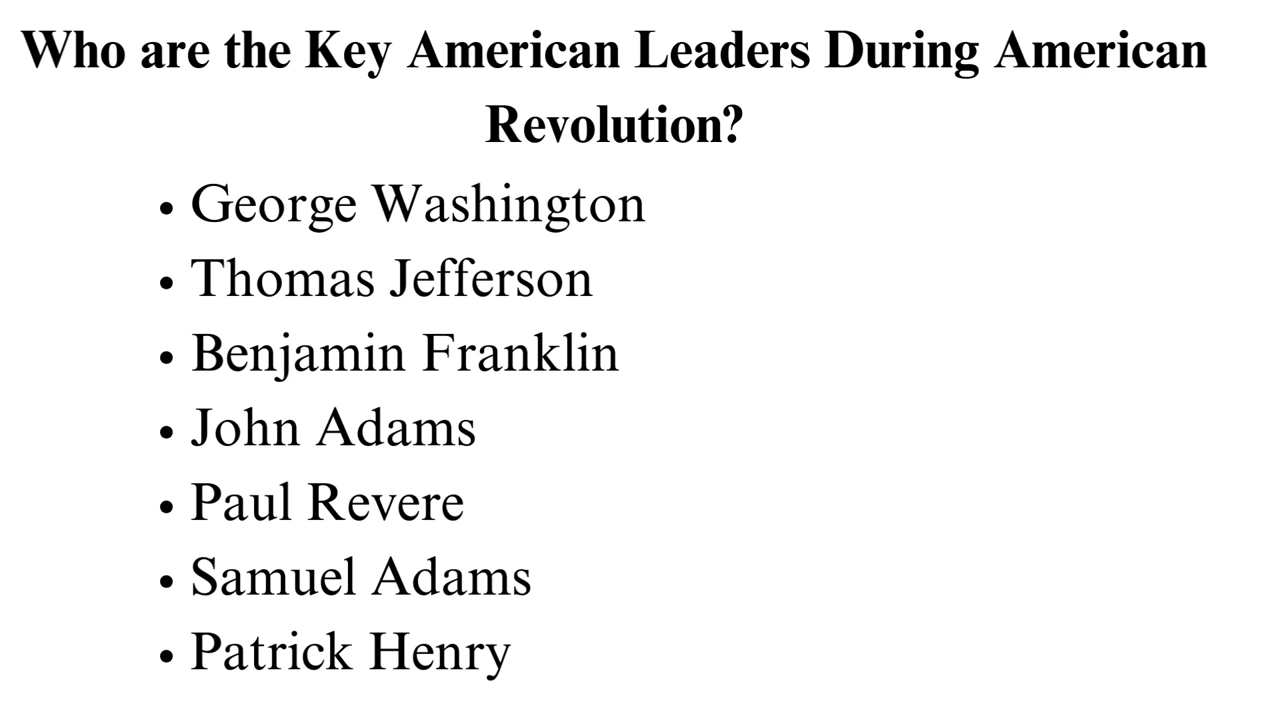 Who are the Key American Leaders During American
Revolution?
• George Washington
• Thomas Jefferson
• Benjamin Franklin
• John Adams
• Paul Revere
• Samuel Adams
• Patrick Henry